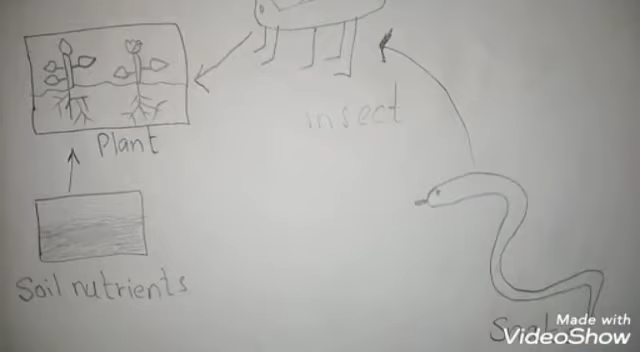 insect
Plant
Soil nutrients
Made with
VideoShow